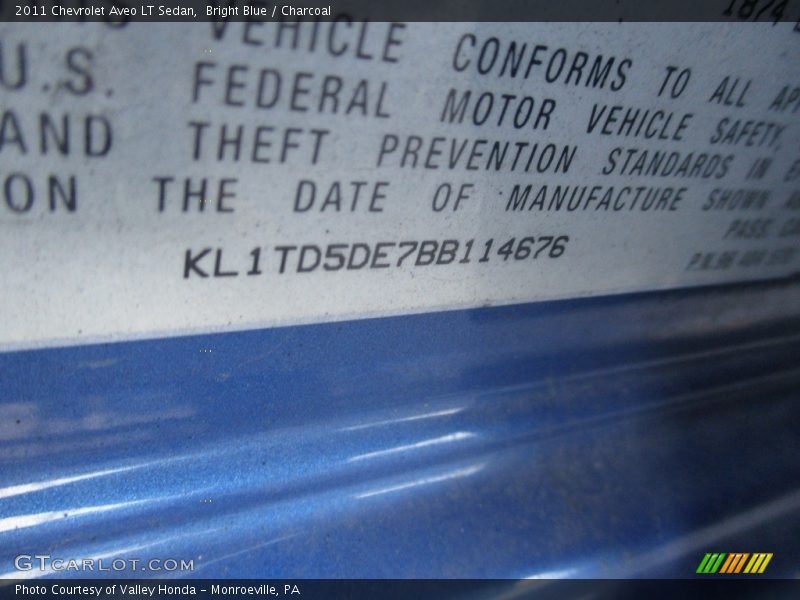 2011 Chevrolet Aveo LT Sedan, Bright Blue / Charcoal
VEHICLE CONFORMS TO ALL
U.S. FEDERAL MOTOR VEHICLE SAFETY,
AND THEFT PREVENTION STANDARDS IN
ON THE DATE OF MANUFACTURE SHOWN
PASS.
KL1TD5DE7BB114676
GTCARLOT.COM
Photo Courtesy of Valley Honda – Monroeville, PA